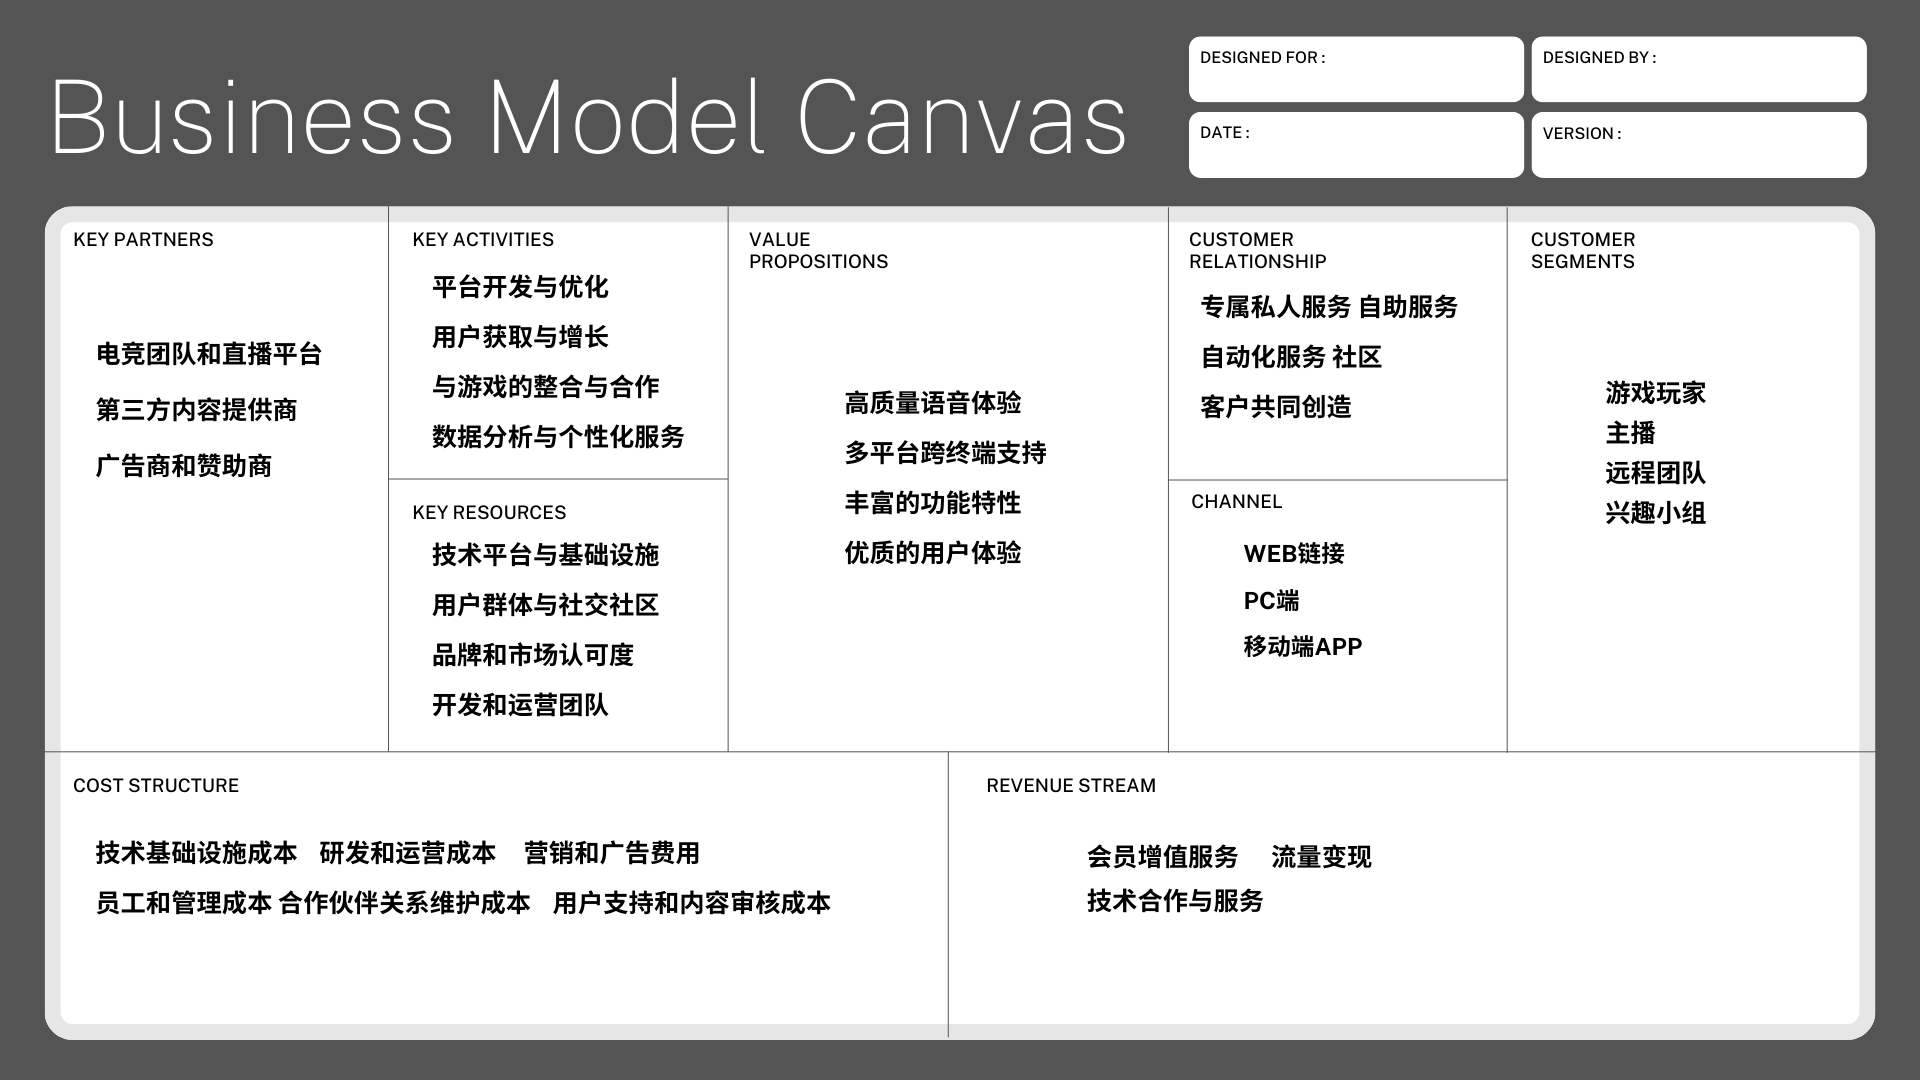 Business Model Canvas
DESIGNED FOR :
DESIGNED BY :
DATE :
VERSION :
KEY PARTNERS
电竞团队和直播平台
第三方内容提供商
广告商和赞助商
KEY ACTIVITIES
平台开发与优化
用户获取与增长
与游戏的整合与合作
数据分析与个性化服务
KEY RESOURCES
技术平台与基础设施
用户群体与社交社区
品牌和市场认可度
开发和运营团队
VALUE
PROPOSITIONS
高质量语音体验
多平台跨终端支持
丰富的功能特性
优质的用户体验
CUSTOMER
RELATIONSHIP
专属私人服务 自助服务
自动化服务 社区
客户共同创造
CHANNEL
WEB链接
PC端
移动端APP
CUSTOMER
SEGMENTS
游戏玩家
主播
远程团队
兴趣小组
COST STRUCTURE
技术基础设施成本 研发和运营成本 营销和广告费用
员工和管理成本 合作伙伴关系维护成本 用户支持和内容审核成本
REVENUE STREAM
会员增值服务 流量变现
技术合作与服务